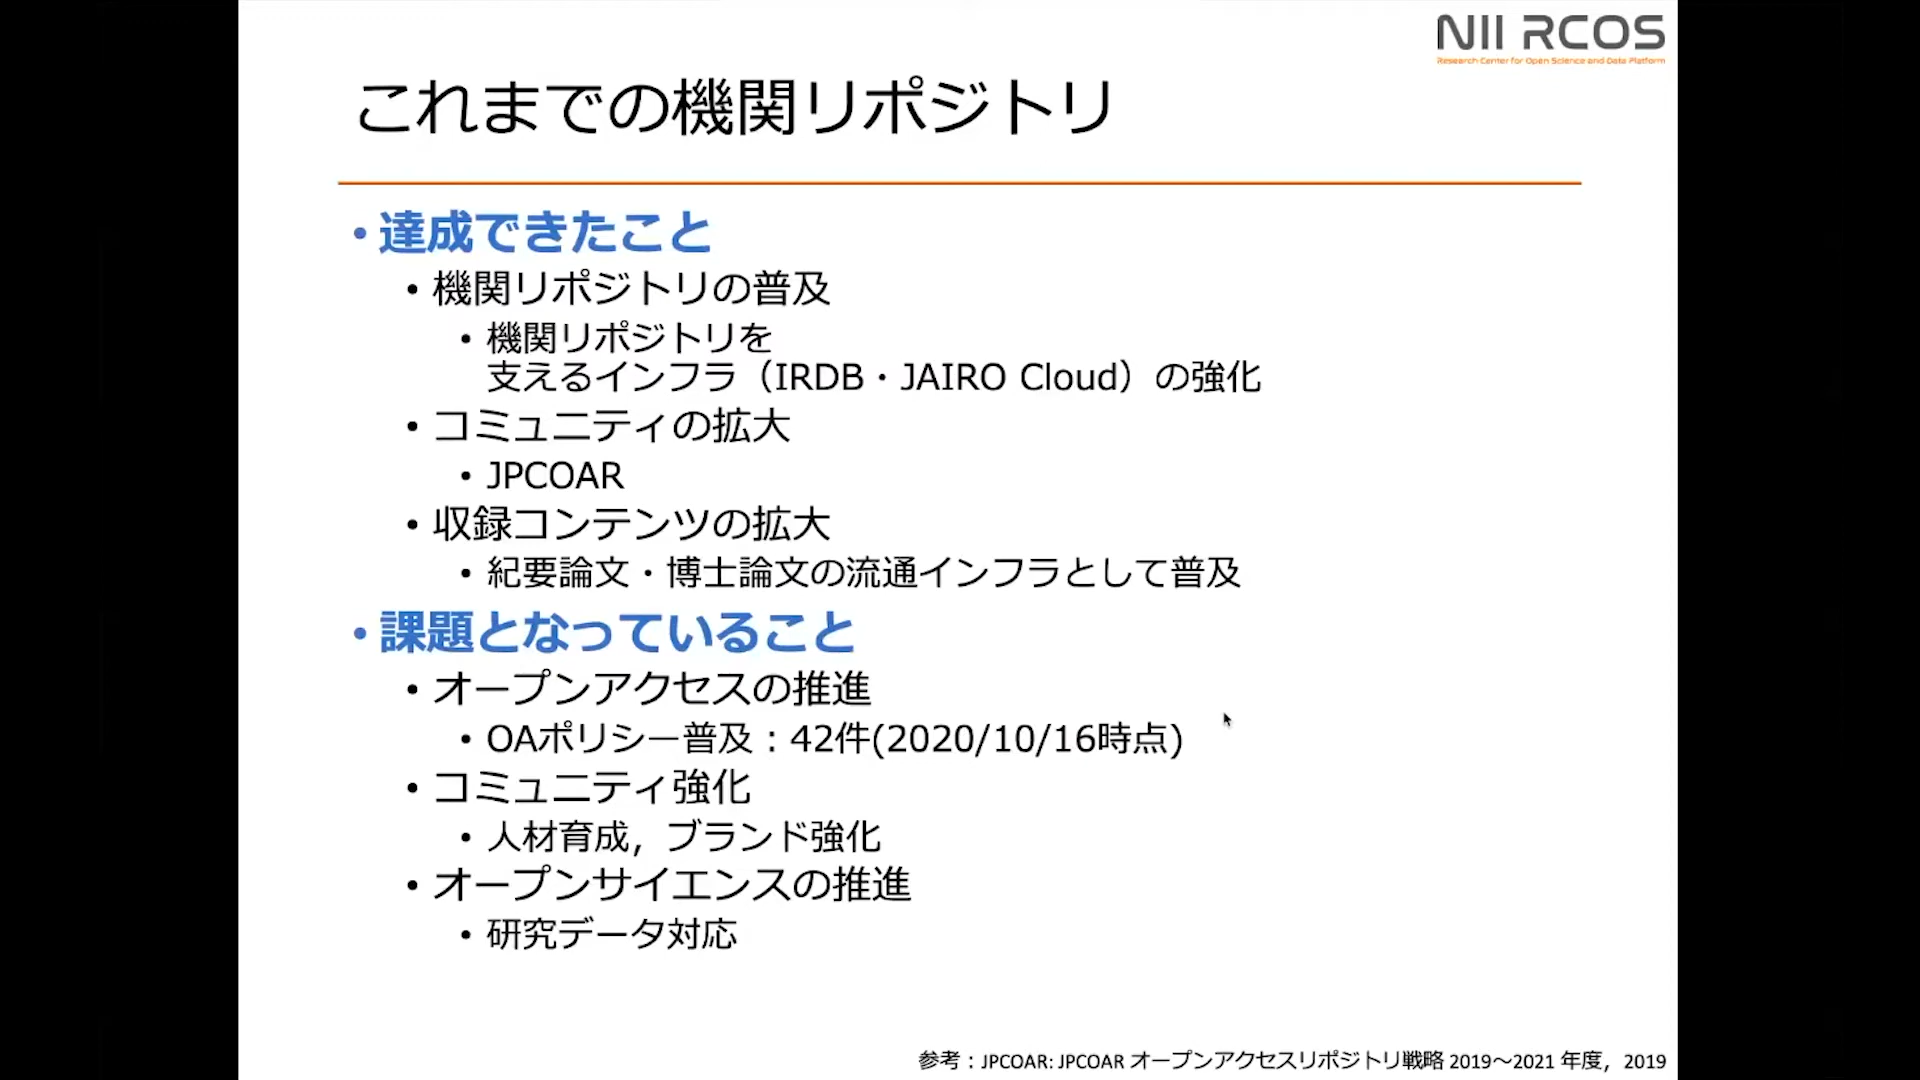 NII RCOS
Research Center for Open Science and Data Platform
これまでの機関リポジトリ
• 達成できたこと
• 機関リポジトリの普及
• 機関リポジトリを
支えるインフラ（IRDB・JAIRO Cloud）の強化
• コミュニティの拡大
• JPCOAR
• 収録コンテンツの拡大
• 紀要論文・博士論文の流通インフラとして普及
• 課題となっていること
• オープンアクセスの推進
• OAポリシー普及：42件(2020/10/16時点)
• コミュニティ強化
• 人材育成，ブランド強化
• オープンサイエンスの推進
• 研究データ対応
参考：JPCOAR: JPCOAR オープンアクセスリポジトリ戦略 2019～2021 年度，2019